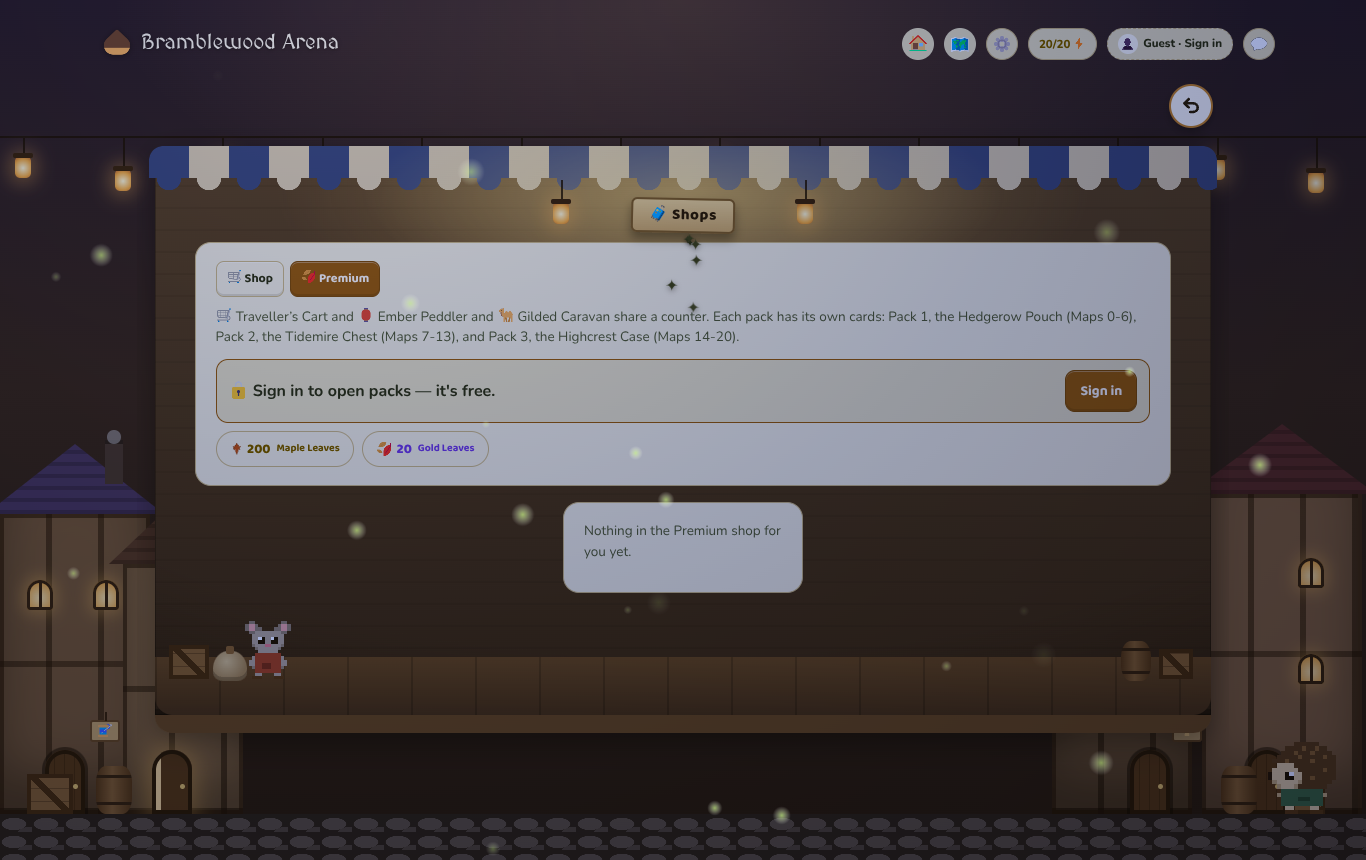 Bramblewood Arena
20/20
Guest · Sign in
Shops
Shop
Premium
Traveller's Cart and Ember Peddler and Gilded Caravan share a counter. Each pack has its own cards: Pack 1, the Hedgerow Pouch (Maps 0-6),
Pack 2, the Tidemire Chest (Maps 7-13), and Pack 3, the Highcrest Case (Maps 14-20).
Sign in to open packs — it's free.
Sign in
200 Maple Leaves
20 Gold Leaves
Nothing in the Premium shop for
you yet.